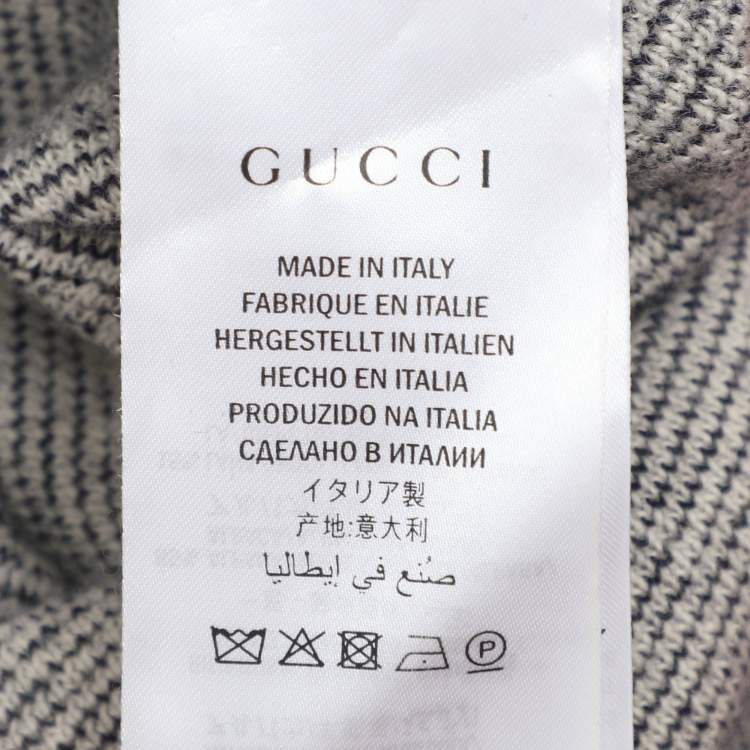 GUCCI
MADE IN ITALY
FABRIQUE EN ITALIE
HERGESTELLT IN ITALIEN
HECHO EN ITALIA
PRODUZIDO NA ITALIA
СДЕЛАНО В ИТАЛИИ
イタリア製
产地:意大利
صُنع في إيطاليا
P